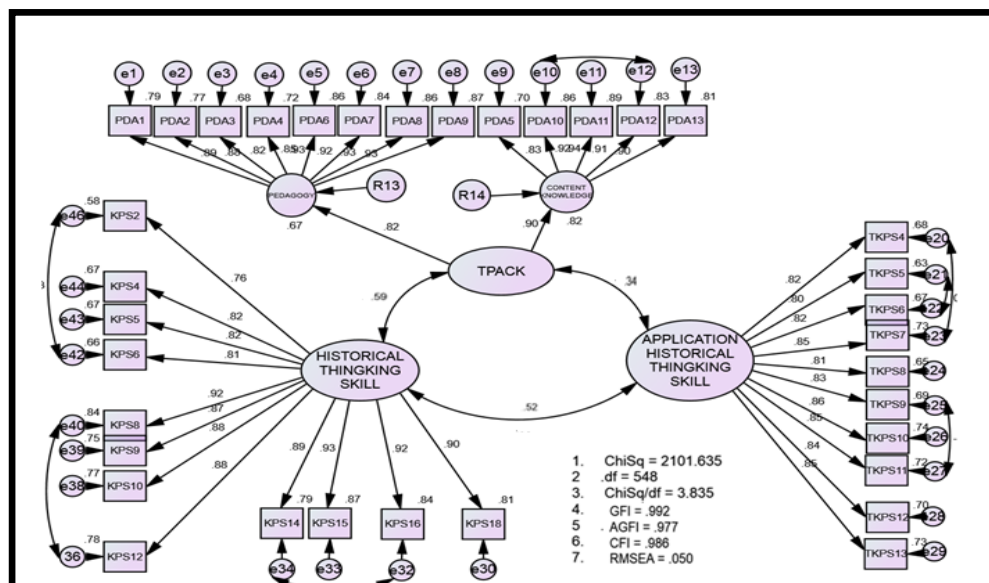 e1 e2 e3 e4 e5 e6 e7 e8 e9 e10 e11 e12 e13
.79 .77 .68 .72 .86 .84 .86 .87 .70 .86 .89 .83 .81
PDA1 PDA2 PDA3 PDA4 PDA6 PDA7 PDA8 PDA9 PDA5 PDA10 PDA11 PDA12 PDA13
.89 .88 .82 .85 .93 .92 .93 .93 .83 .92 .94 .91 .90
PEDAGOGY R13 R14 CONTENT
KNOWLEDGE
.67 .82 .90 .82
TPACK
.59 .34
.58
e46 KPS2
.76
.67
e44 KPS4
.82
.67
e43 KPS5
.82
.66
e42 KPS6
.81
HISTORICAL
THINGKING
SKILL
.52
APPLICATION
HISTORICAL
THINGKING
SKILL
.92
.84
e40 KPS8
.87
.75
e39 KPS9
.88
.77
e38 KPS10
.88
.78
36 KPS12
.89 .93 .92 .90
.79 .87 .84 .81
KPS14 KPS15 KPS16 KPS18
e34 e33 e32 e30
.82 TKPS4 .68 e20
.80 TKPS5 .63 e21
.82 TKPS6 .67 e22
.85 TKPS7 .73 e23
.81 TKPS8 .65 e24
.83 TKPS9 .69 e25
.86 TKPS10 .74 e26
.85 TKPS11 .72 e27
.84 TKPS12 .70 e28
.85 TKPS13 .73 e29
1. ChiSq = 2101.635
2 .df = 548
3. ChiSq/df = 3.835
4 GFI = .992
5 AGFI = .977
6. CFI = .986
7. RMSEA = .050